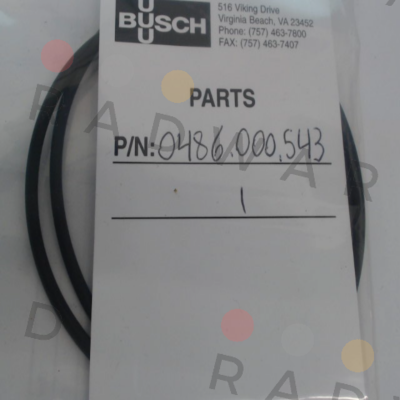 BUSCH
516 Viking Drive
Virginia Beach, VA 23452
Phone: (757) 463-7800
FAX: (757) 463-7407
PARTS
P/N: 0486.000.543
1
RADWAR